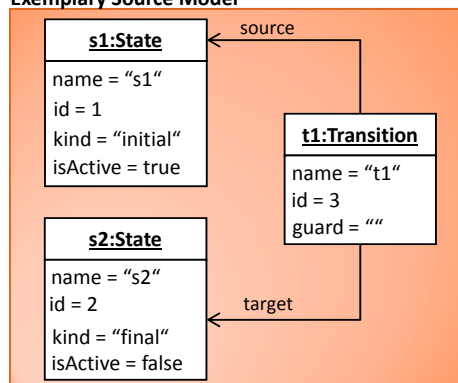 Exemplary Source Model
s1:State
name = “s1“
id = 1
kind = “initial“
isActive = true
source
t1:Transition
name = “t1“
id = 3
guard = ““
s2:State
name = “s2“
id = 2
kind = “final“
isActive = false
target